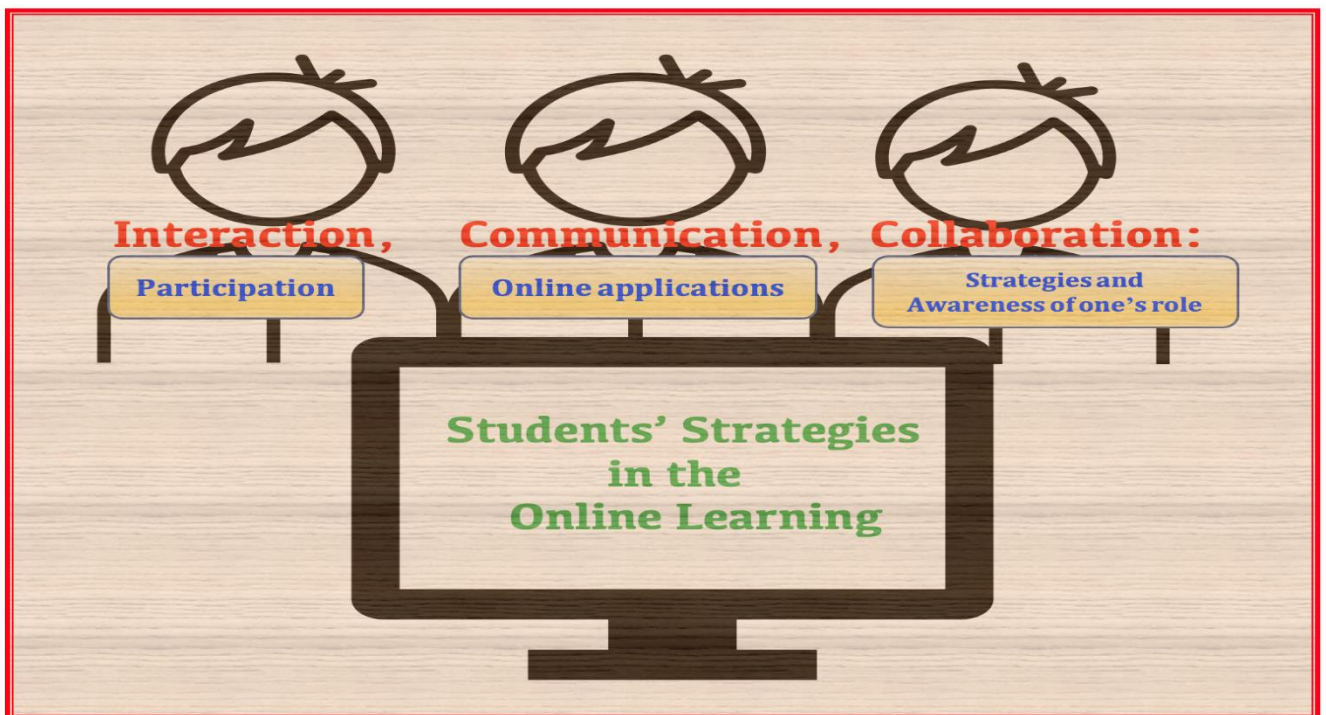 Interaction, Communication, Collaboration:
Participation
Online applications
Strategies and
Awareness of one's role
Students' Strategies
in the
Online Learning